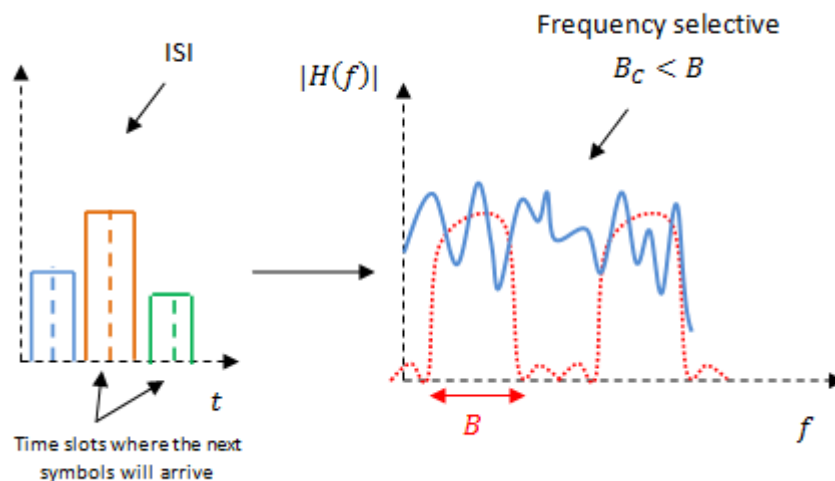 ISI
t
Time slots where the next
symbols will arrive
Frequency selective
B_C < B
|H(f)|
B
f